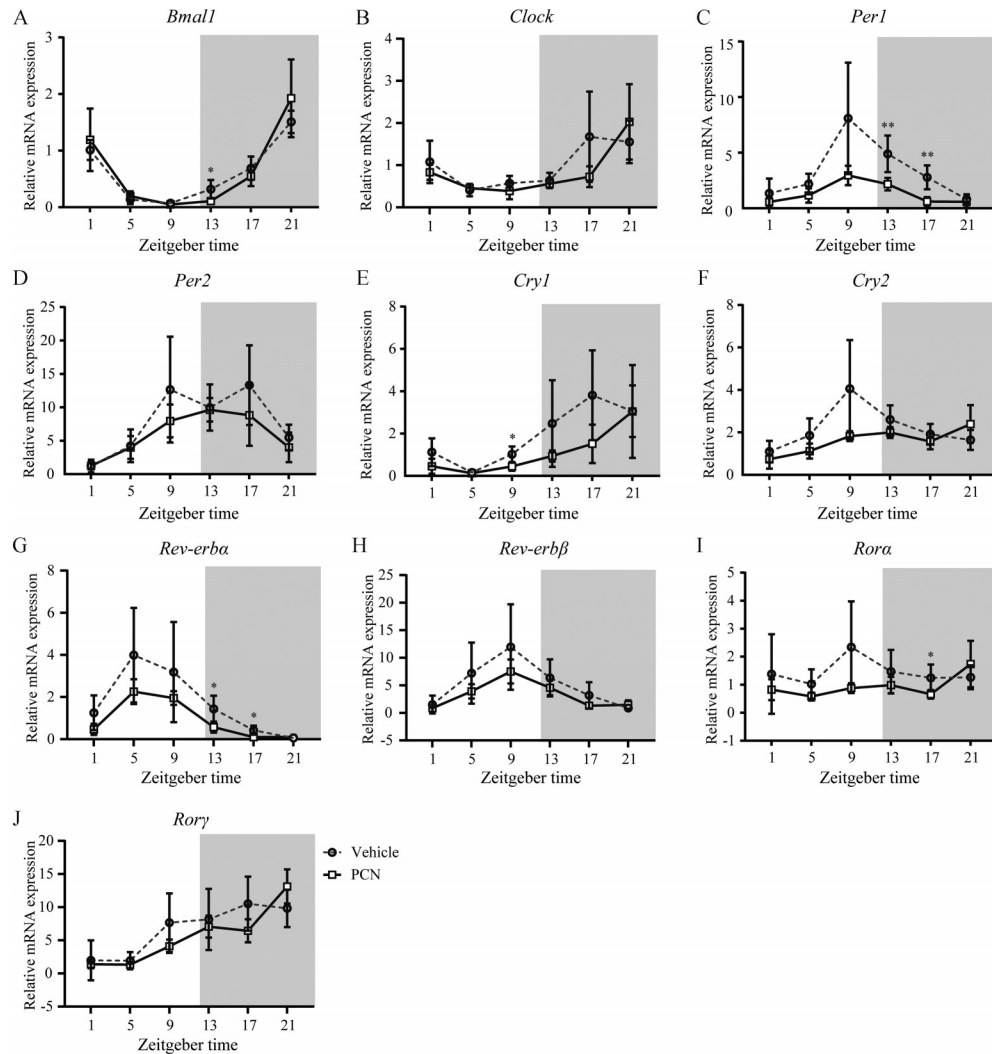 A
Bmal1
Relative mRNA expression
4
3
2
1
0
*
1 5 9 13 17 21
Zeitgeber time
B
Clock
Relative mRNA expression
4
3
2
1
0
1 5 9 13 17 21
Zeitgeber time
C
Per1
Relative mRNA expression
15
10
5
0
**
**
1 5 9 13 17 21
Zeitgeber time
D
Per2
Relative mRNA expression
25
20
15
10
5
0
1 5 9 13 17 21
Zeitgeber time
E
Cry1
Relative mRNA expression
8
6
4
2
0
*
1 5 9 13 17 21
Zeitgeber time
F
Cry2
Relative mRNA expression
8
6
4
2
0
1 5 9 13 17 21
Zeitgeber time
G
Rev-erbα
Relative mRNA expression
8
6
4
2
0
*
*
1 5 9 13 17 21
Zeitgeber time
H
Rev-erbβ
Relative mRNA expression
25
20
15
10
5
0
-5
1 5 9 13 17 21
Zeitgeber time
I
Rorα
Relative mRNA expression
5
4
3
2
1
0
-1
*
1 5 9 13 17 21
Zeitgeber time
J
Rorγ
Relative mRNA expression
20
15
10
5
0
-5
1 5 9 13 17 21
Zeitgeber time
Vehicle
PCN